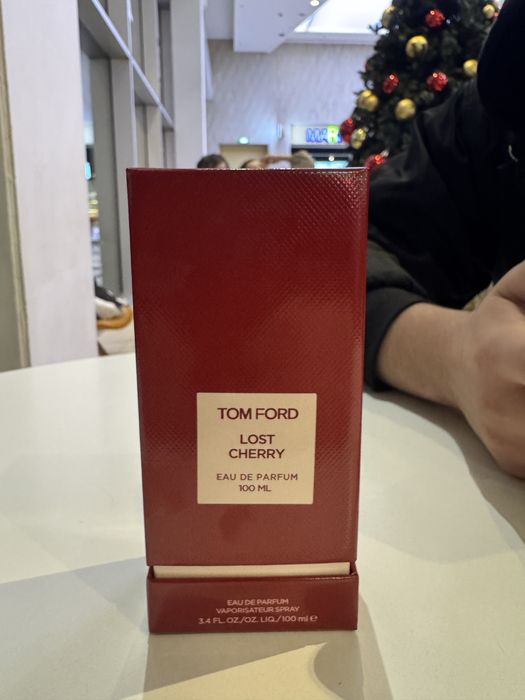 TOM FORD
LOST
CHERRY
EAU DE PARFUM
100 ML
EAU DE PARFUM
VAPORISATEUR SPRAY
3.4 FL. OZ./OZ. LIQ./100 ml ℮